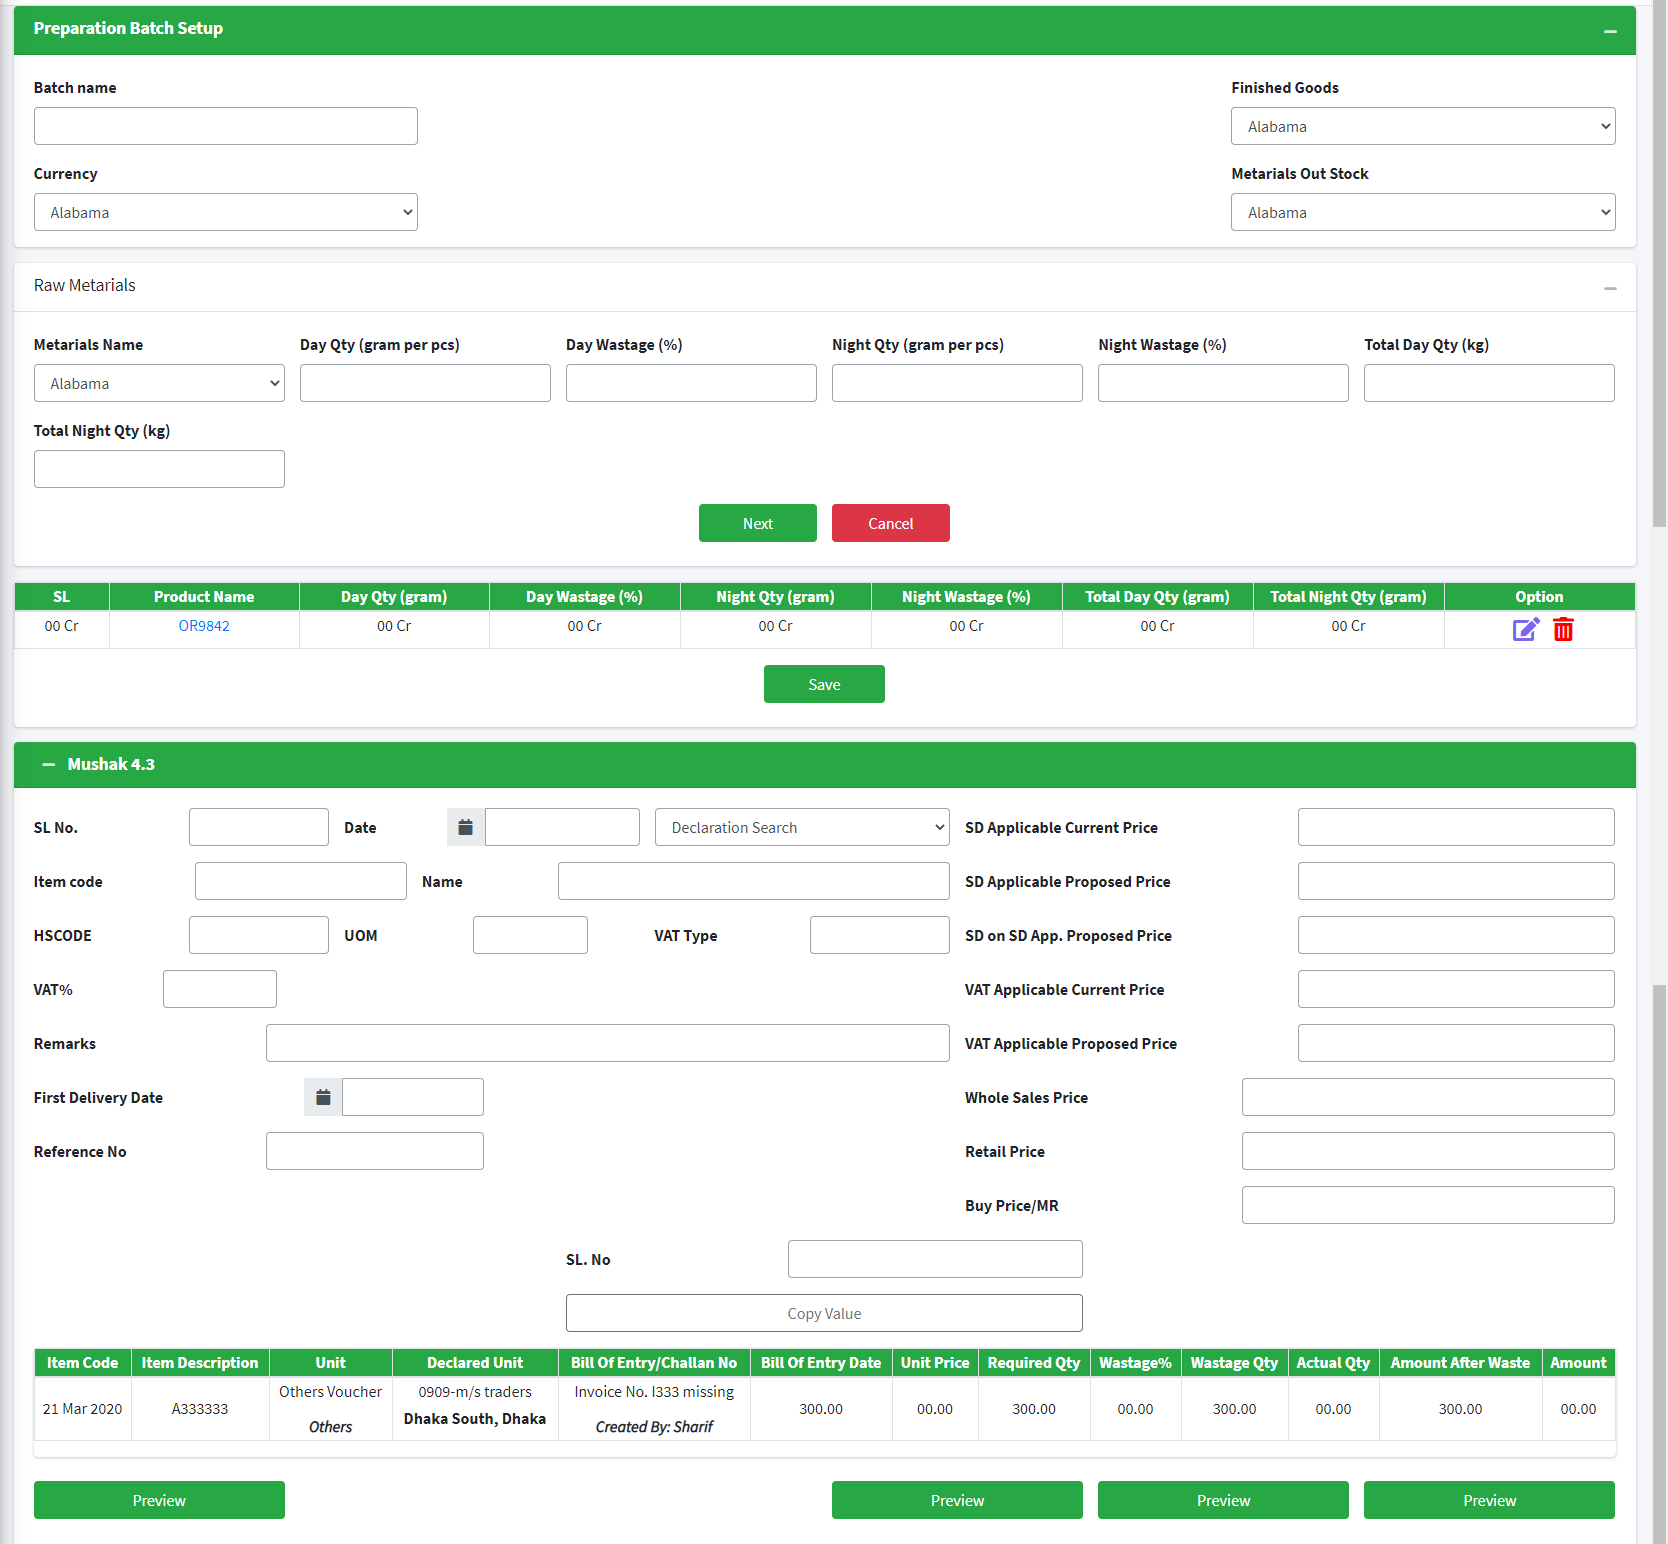 Preparation Batch Setup
Batch name
Finished Goods
Alabama
Currency
Metarials Out Stock
Alabama
Alabama
Raw Metarials
Metarials Name
Day Qty (gram per pcs)
Day Wastage (%)
Night Qty (gram per pcs)
Night Wastage (%)
Total Day Qty (kg)
Alabama
Total Night Qty (kg)
Next
Cancel
SL
Product Name
Day Qty (gram)
Day Wastage (%)
Night Qty (gram)
Night Wastage (%)
Total Day Qty (gram)
Total Night Qty (gram)
Option
00 Cr
OR9842
00 Cr
00 Cr
00 Cr
00 Cr
00 Cr
00 Cr
Save
Mushak 4.3
SL No.
Date
Declaration Search
SD Applicable Current Price
Item code
Name
SD Applicable Proposed Price
HSCODE
UOM
VAT Type
SD on SD App. Proposed Price
VAT%
VAT Applicable Current Price
Remarks
VAT Applicable Proposed Price
First Delivery Date
Whole Sales Price
Reference No
Retail Price
Buy Price/MR
SL. No
Copy Value
Item Code
Item Description
Unit
Declared Unit
Bill Of Entry/Challan No
Bill Of Entry Date
Unit Price
Required Qty
Wastage%
Wastage Qty
Actual Qty
Amount After Waste
Amount
21 Mar 2020
A333333
Others Voucher
Others
0909-m/s traders
Dhaka South, Dhaka
Invoice No. I333 missing
Created By: Sharif
300.00
00.00
300.00
00.00
300.00
00.00
300.00
00.00
Preview
Preview
Preview
Preview